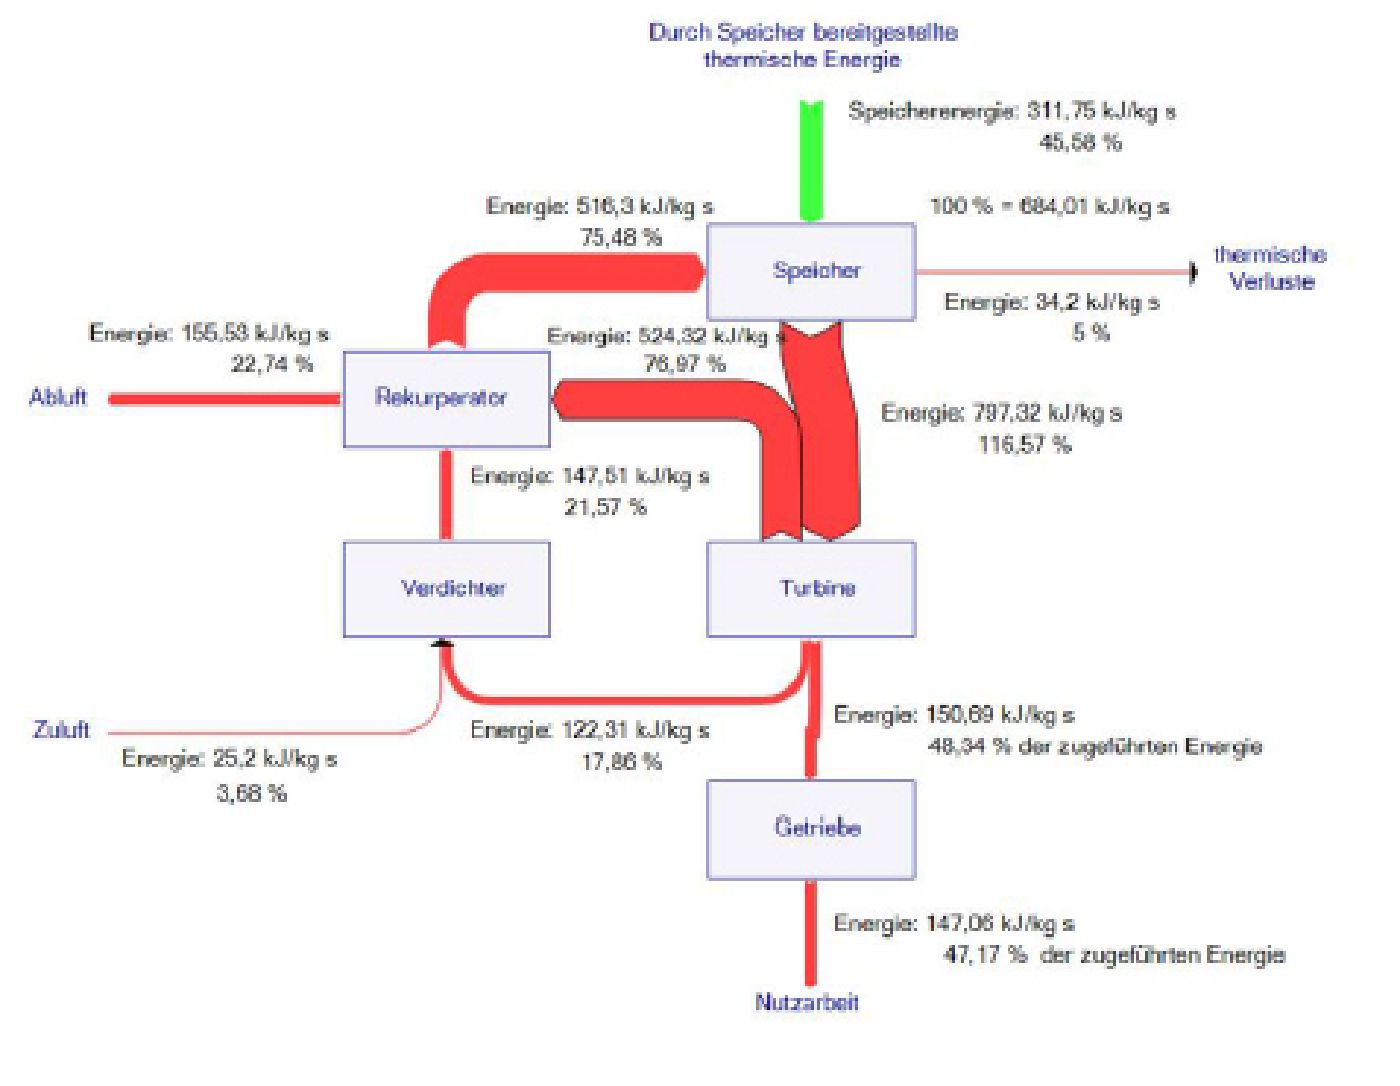 Durch Speicher bereitgestellte
thermische Energie
Speicherenergie: 311,75 kJ/kg s
45,58 %
Energie: 516,3 kJ/kg s
75,48 %
100 % = 684,01 kJ/kg s
Speicher
thermische
Verluste
Energie: 34,2 kJ/kg s
5 %
Energie: 155,53 kJ/kg s
22,74 %
Energie: 524,32 kJ/kg s
76,97 %
Abluft
Rekurperator
Energie: 797,32 kJ/kg s
116,57 %
Energie: 147,51 kJ/kg s
21,57 %
Verdichter
Turbine
Zuluft
Energie: 25,2 kJ/kg s
3,68 %
Energie: 122,31 kJ/kg s
17,86 %
Energie: 150,69 kJ/kg s
48,34 % der zugeführten Energie
Getriebe
Energie: 147,06 kJ/kg s
47,17 % der zugeführten Energie
Nutzarbeit